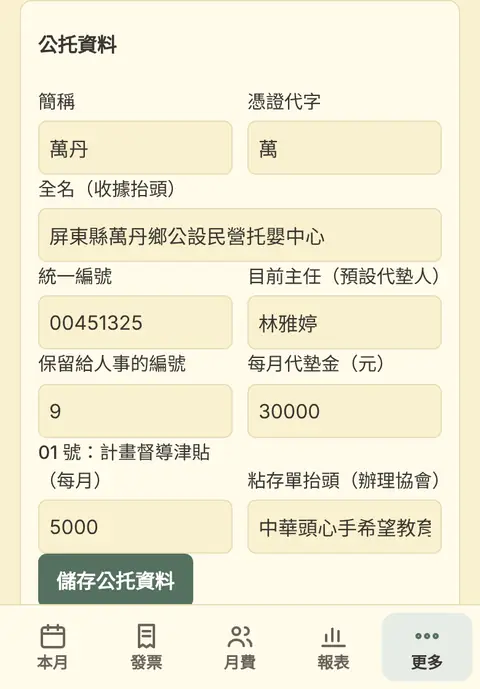 公托資料
簡稱
憑證代字
萬丹
萬
全名（收據抬頭）
屏東縣萬丹鄉公設民營托嬰中心
統一編號
目前主任（預設代墊人）
00451325
林雅婷
保留給人事的編號
每月代墊金（元）
9
30000
01 號：計畫督導津貼
（每月）
粘存單抬頭（辦理協會）
5000
中華頭心手希望教育
儲存公托資料
本月
發票
月費
報表
更多